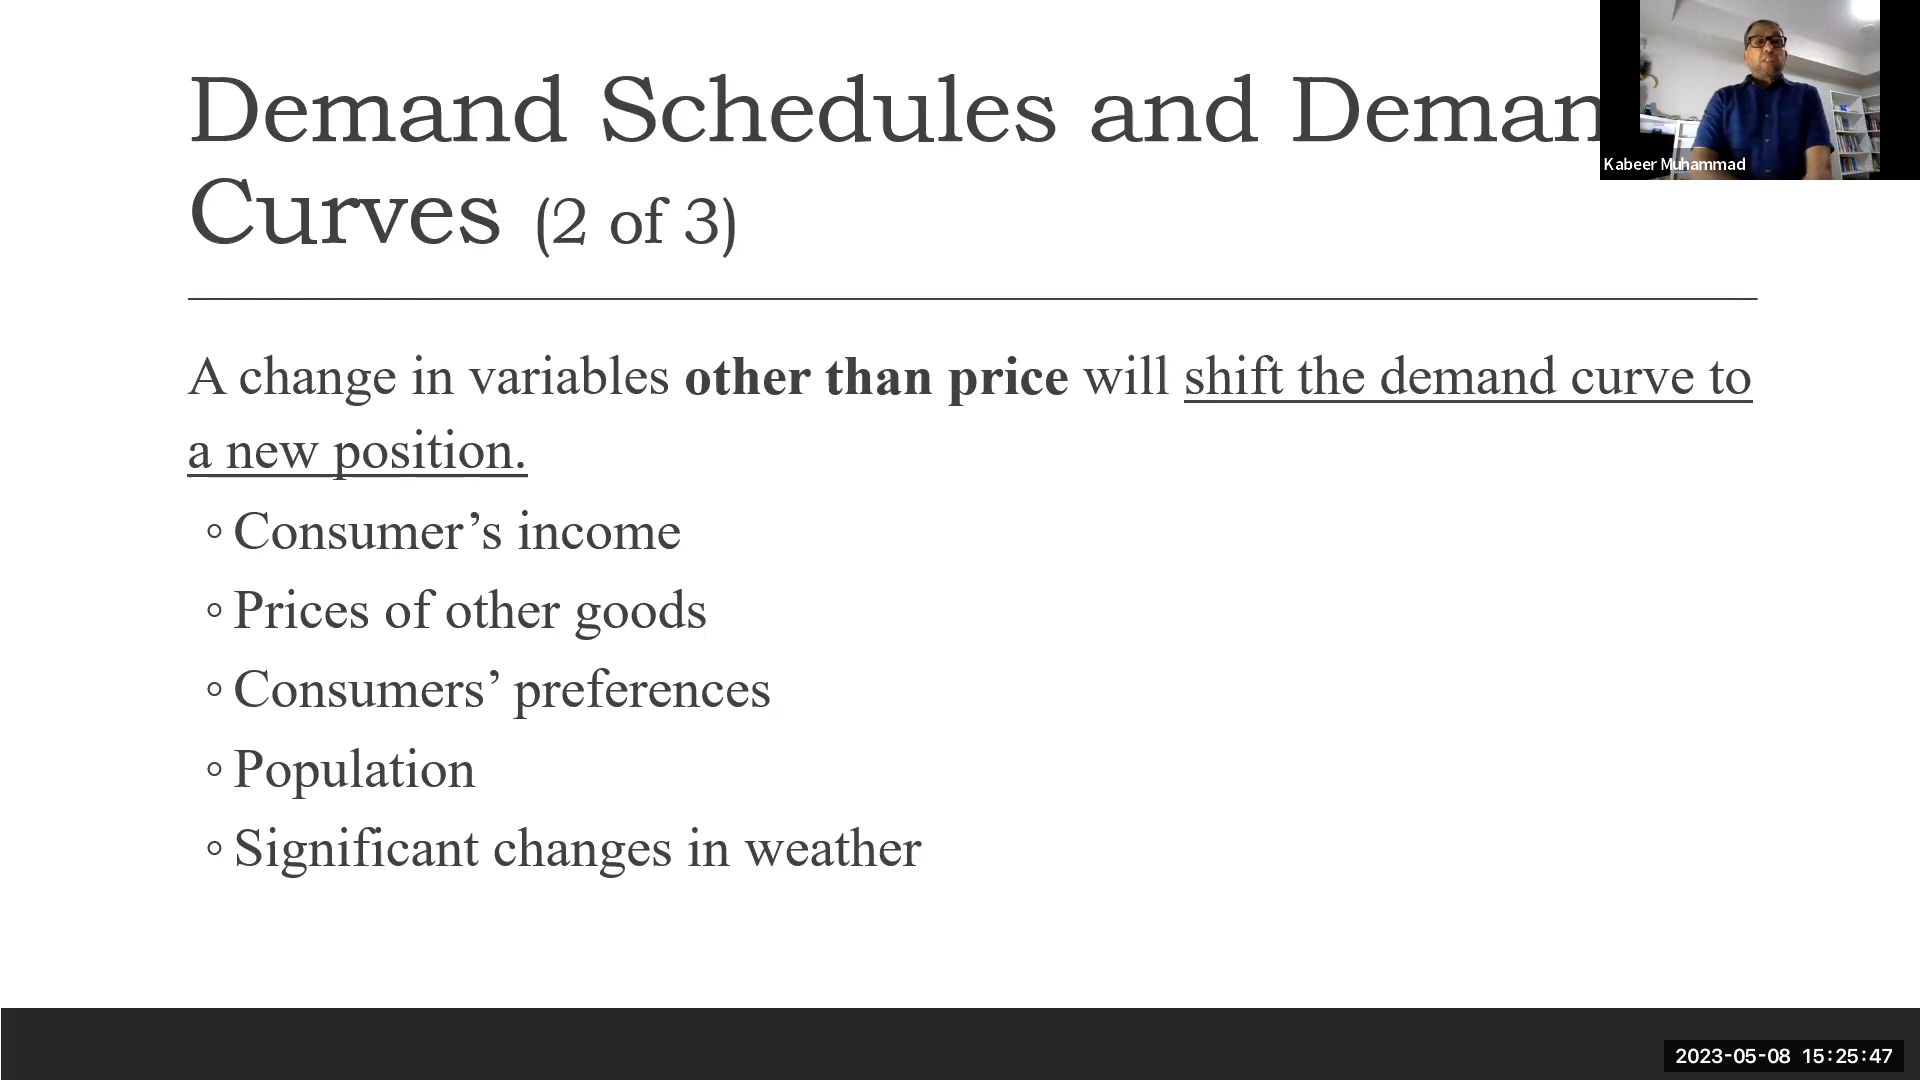 Demand Schedules and Deman
Curves (2 of 3)
Kabeer Muhammad
A change in variables other than price will shift the demand curve to
a new position.
◦ Consumer’s income
◦ Prices of other goods
◦ Consumers’ preferences
◦ Population
◦ Significant changes in weather
2023-05-08 15:25:47